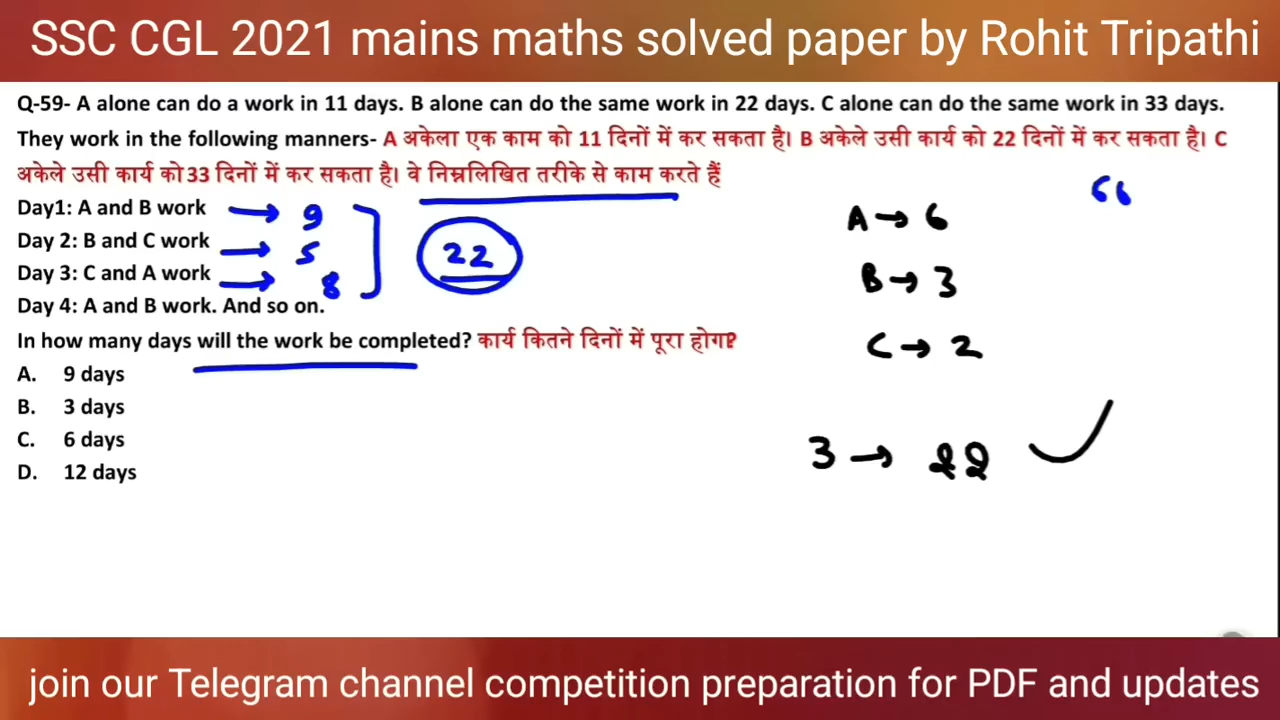 SSC CGL 2021 mains maths solved paper by Rohit Tripathi
Q-59- A alone can do a work in 11 days. B alone can do the same work in 22 days. C alone can do the same work in 33 days.
They work in the following manners- A अकेला एक काम को 11 दिनों में कर सकता है। B अकेले उसी कार्य को 22 दिनों में कर सकता है। C
अकेले उसी कार्य को 33 दिनों में कर सकता है। वे निम्नलिखित तरीके से काम करते हैं
66
Day1: A and B work → 9
A → 6
Day 2: B and C work → 5
22
Day 3: C and A work → 8
B → 3
Day 4: A and B work. And so on.
In how many days will the work be completed? कार्य कितने दिनों में पूरा होगा?
C → 2
A. 9 days
B. 3 days
C. 6 days
3 → 22
D. 12 days
join our Telegram channel competition preparation for PDF and updates